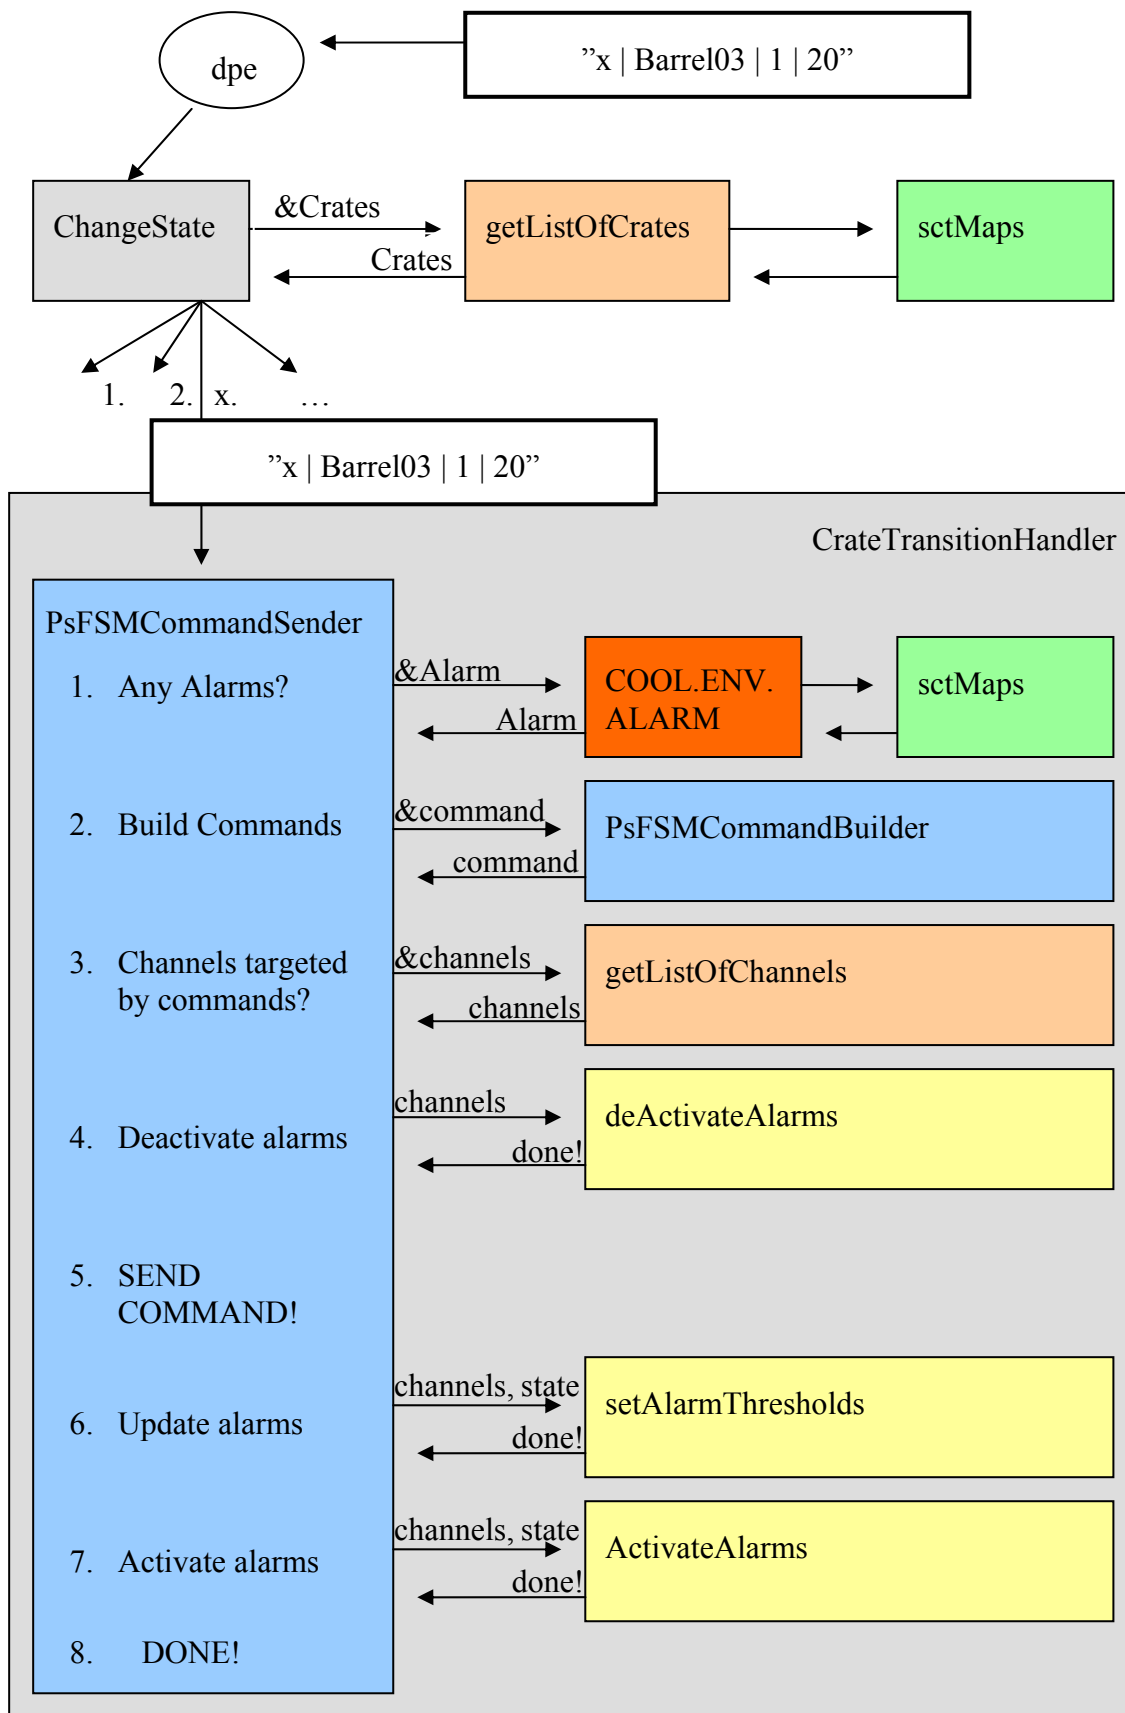 dpe
”x | Barrel03 | 1 | 20”
ChangeState
&Crates
Crates
getListOfCrates
sctMaps
1. 2. x. …
”x | Barrel03 | 1 | 20”
CrateTransitionHandler
PsFSMCommandSender
1. Any Alarms?
&Alarm
Alarm
COOL.ENV.
ALARM
sctMaps
2. Build Commands
&command
command
PsFSMCommandBuilder
3. Channels targeted
by commands?
&channels
channels
getListOfChannels
4. Deactivate alarms
channels
done!
deActivateAlarms
5. SEND
COMMAND!
6. Update alarms
channels, state
done!
setAlarmThresholds
7. Activate alarms
channels, state
done!
ActivateAlarms
8. DONE!